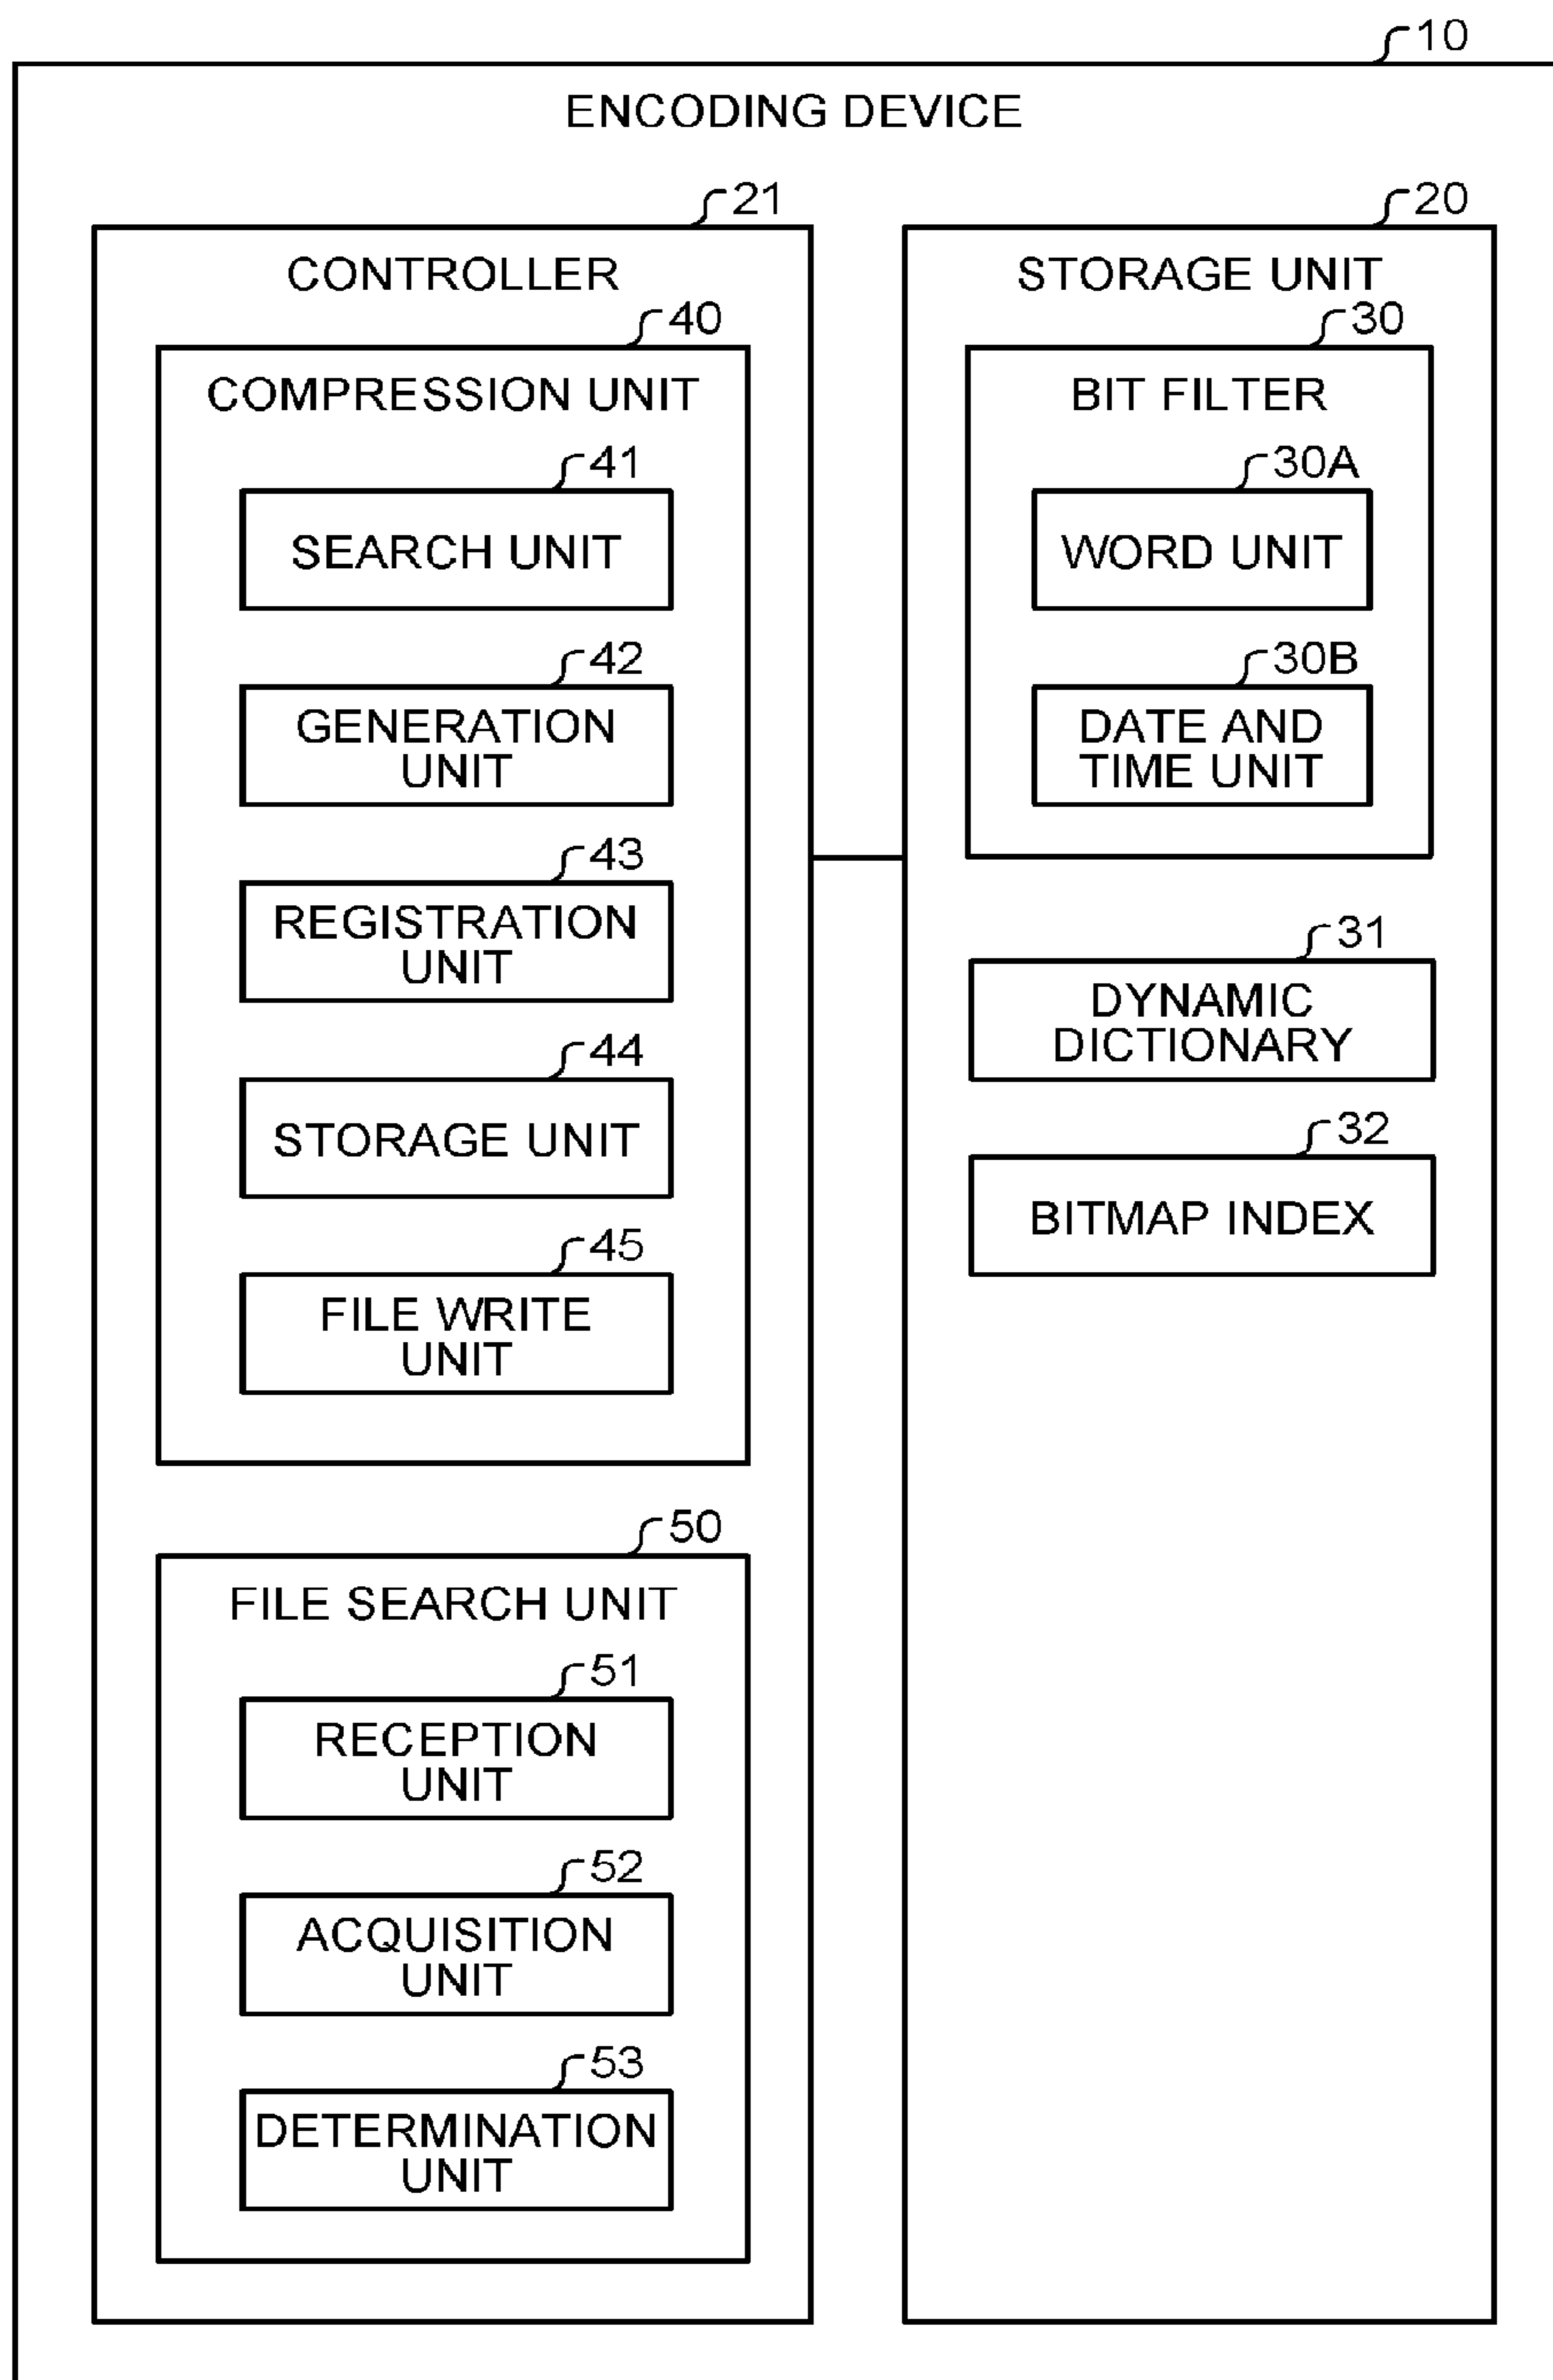 10
ENCODING DEVICE
21
CONTROLLER
40
COMPRESSION UNIT
41
SEARCH UNIT
42
GENERATION
UNIT
43
REGISTRATION
UNIT
44
STORAGE UNIT
45
FILE WRITE
UNIT
50
FILE SEARCH UNIT
51
RECEPTION
UNIT
52
ACQUISITION
UNIT
53
DETERMINATION
UNIT
20
STORAGE UNIT
30
BIT FILTER
30A
WORD UNIT
30B
DATE AND
TIME UNIT
31
DYNAMIC
DICTIONARY
32
BITMAP INDEX